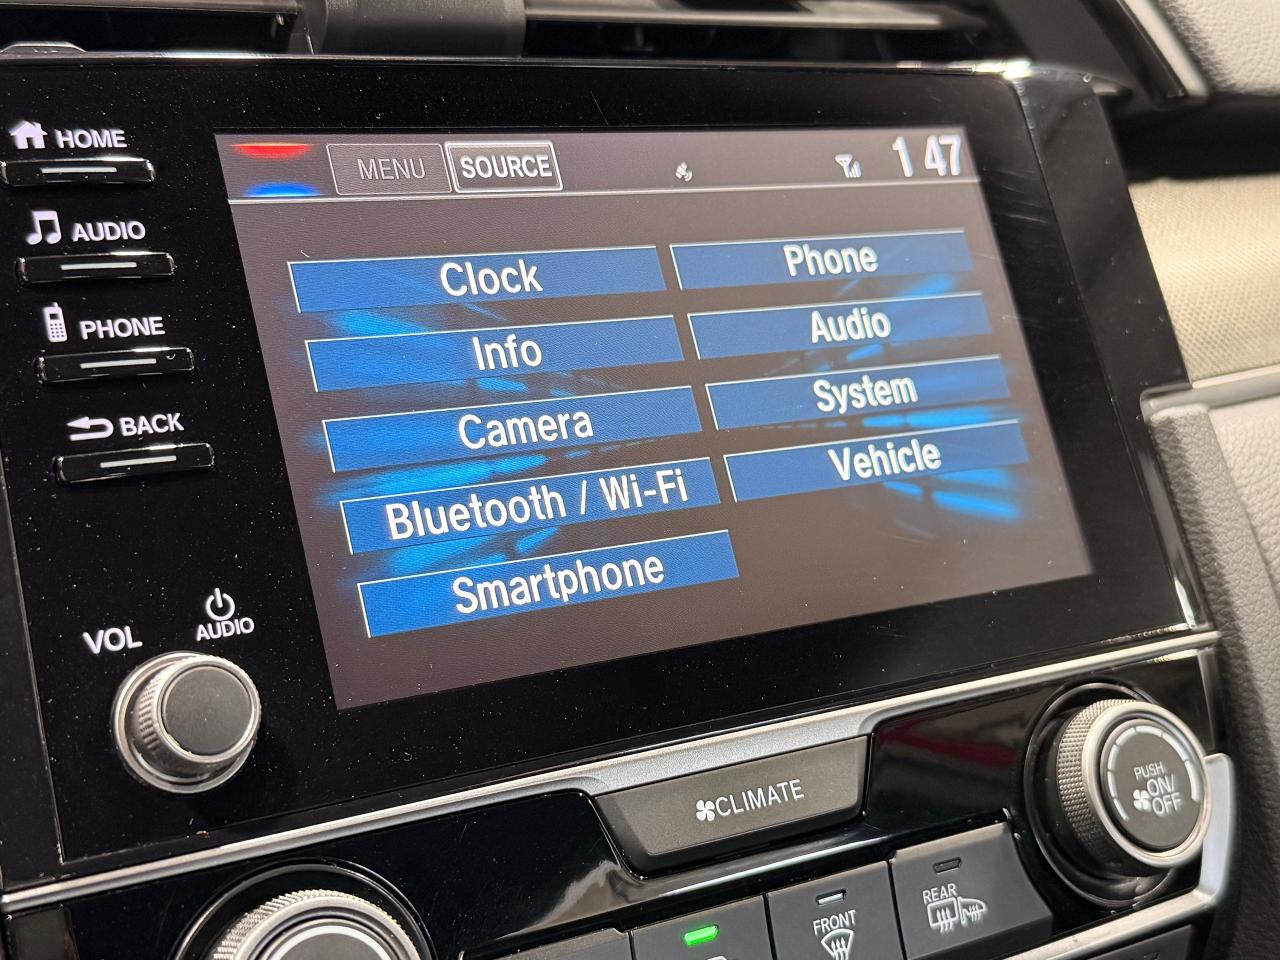 HOME
AUDIO
PHONE
BACK
VOL
AUDIO
MENU
SOURCE
1 47
Clock
Phone
Info
Audio
Camera
System
Bluetooth / Wi-Fi
Vehicle
Smartphone
CLIMATE
PUSH
ON/
OFF
FRONT
REAR